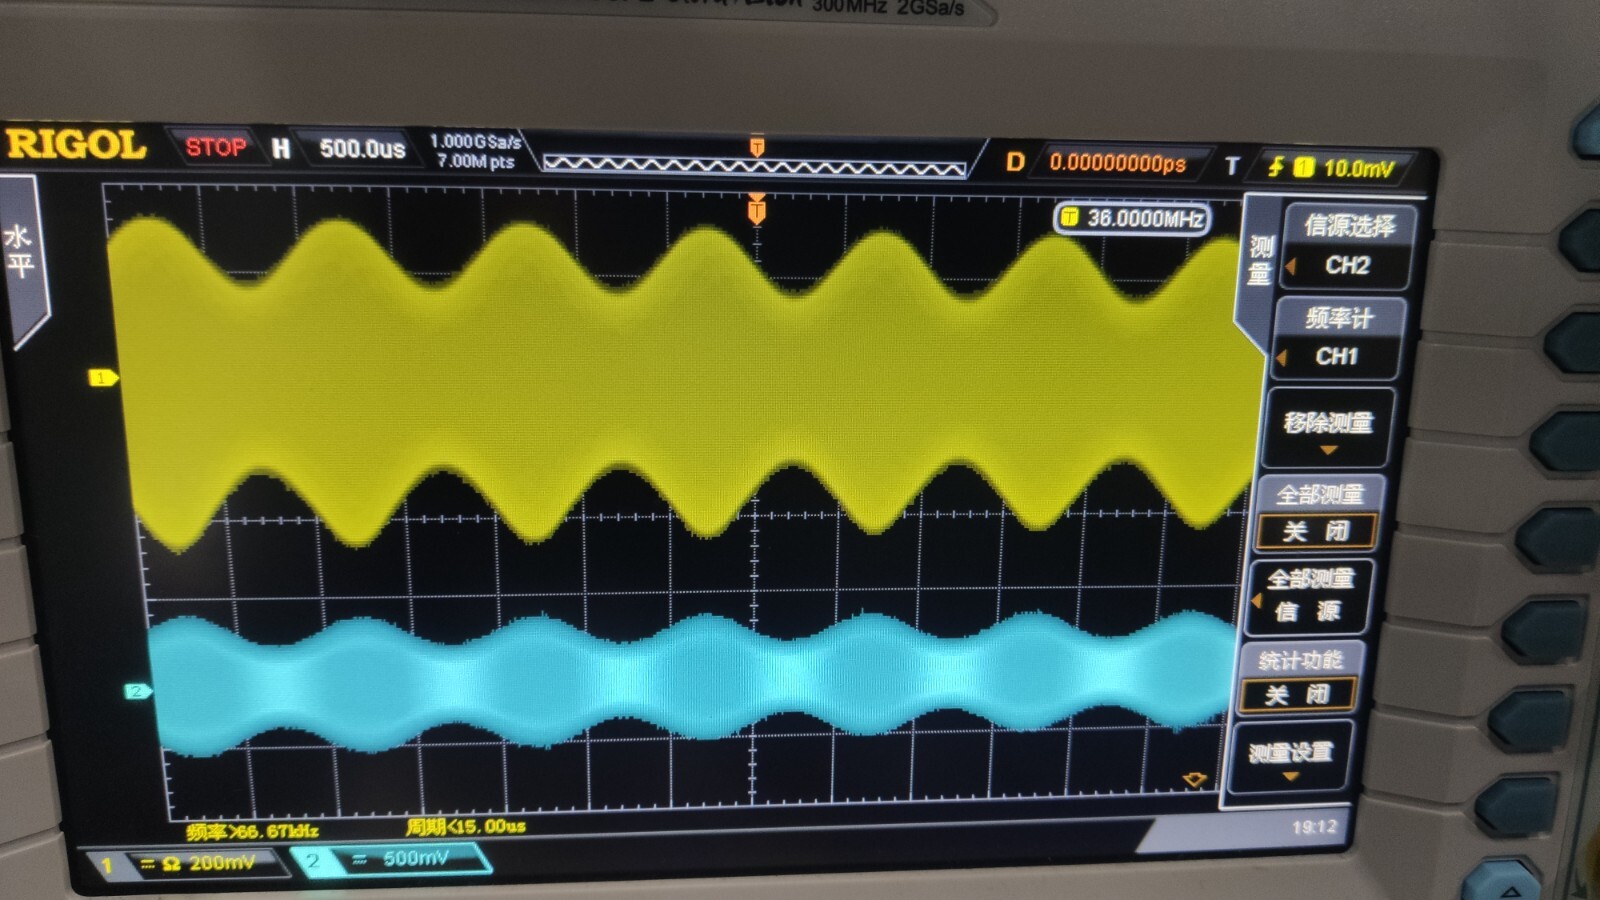 300MHz 2GSa/s
RIGOL STOP H 500.0us 1.000GSa/s D 0.00000000ps T 1 10.0mV
7.00M pts
T
水平
T
T 36.0000MHz
测量
信源选择
CH2
频率计
CH1
1
移除测量
全部测量
关 闭
全部测量
信 源
统计功能
关 闭
2
测量设置
频率>66.67kHz 周期<15.00us
19:12
1 Ω 200mV 2 500mV